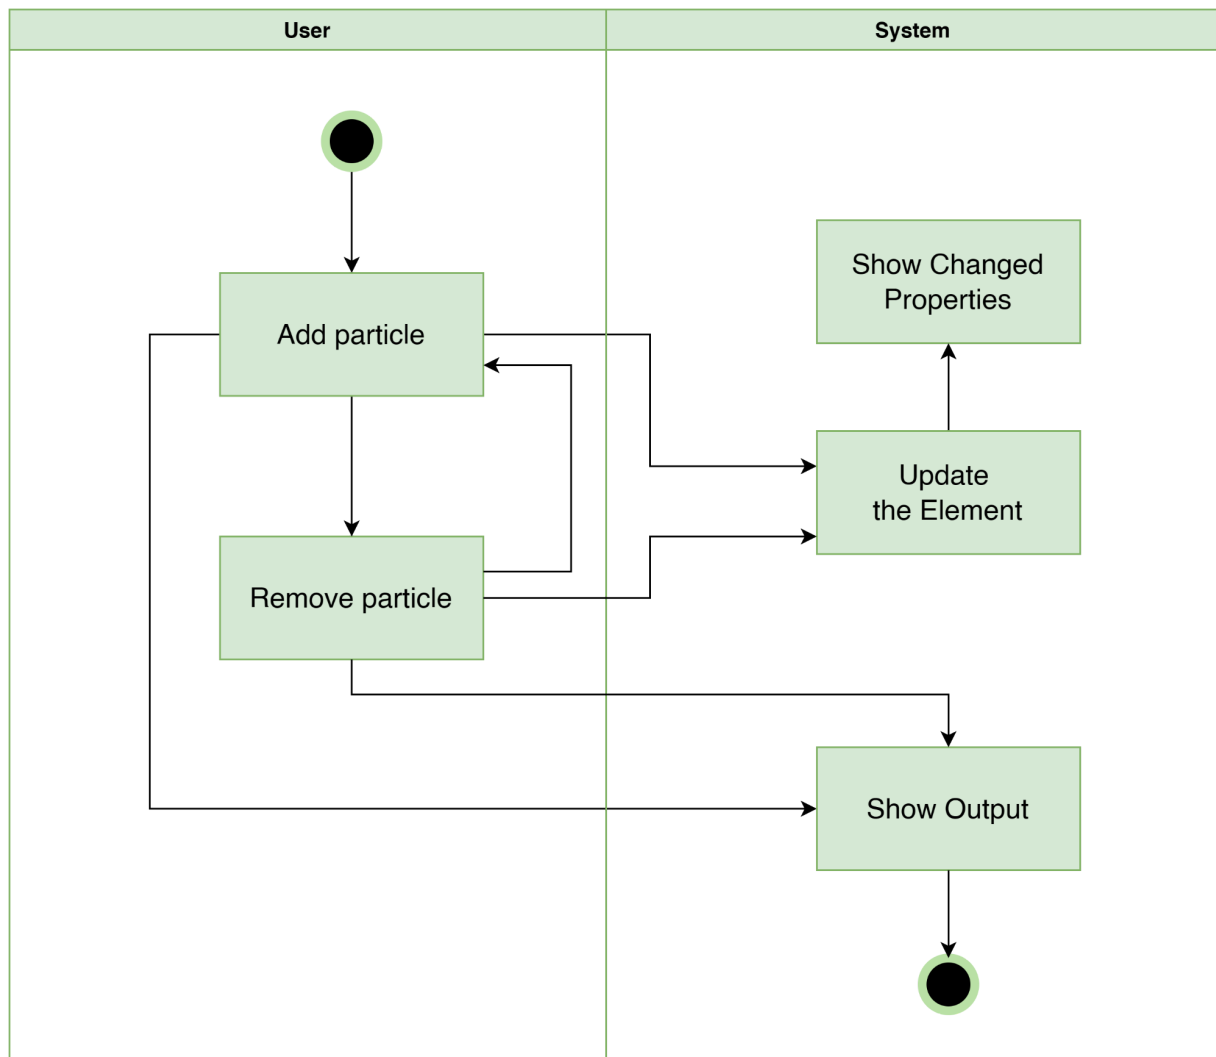 User
System
Show Changed
Properties
Add particle
Update
the Element
Remove particle
Show Output